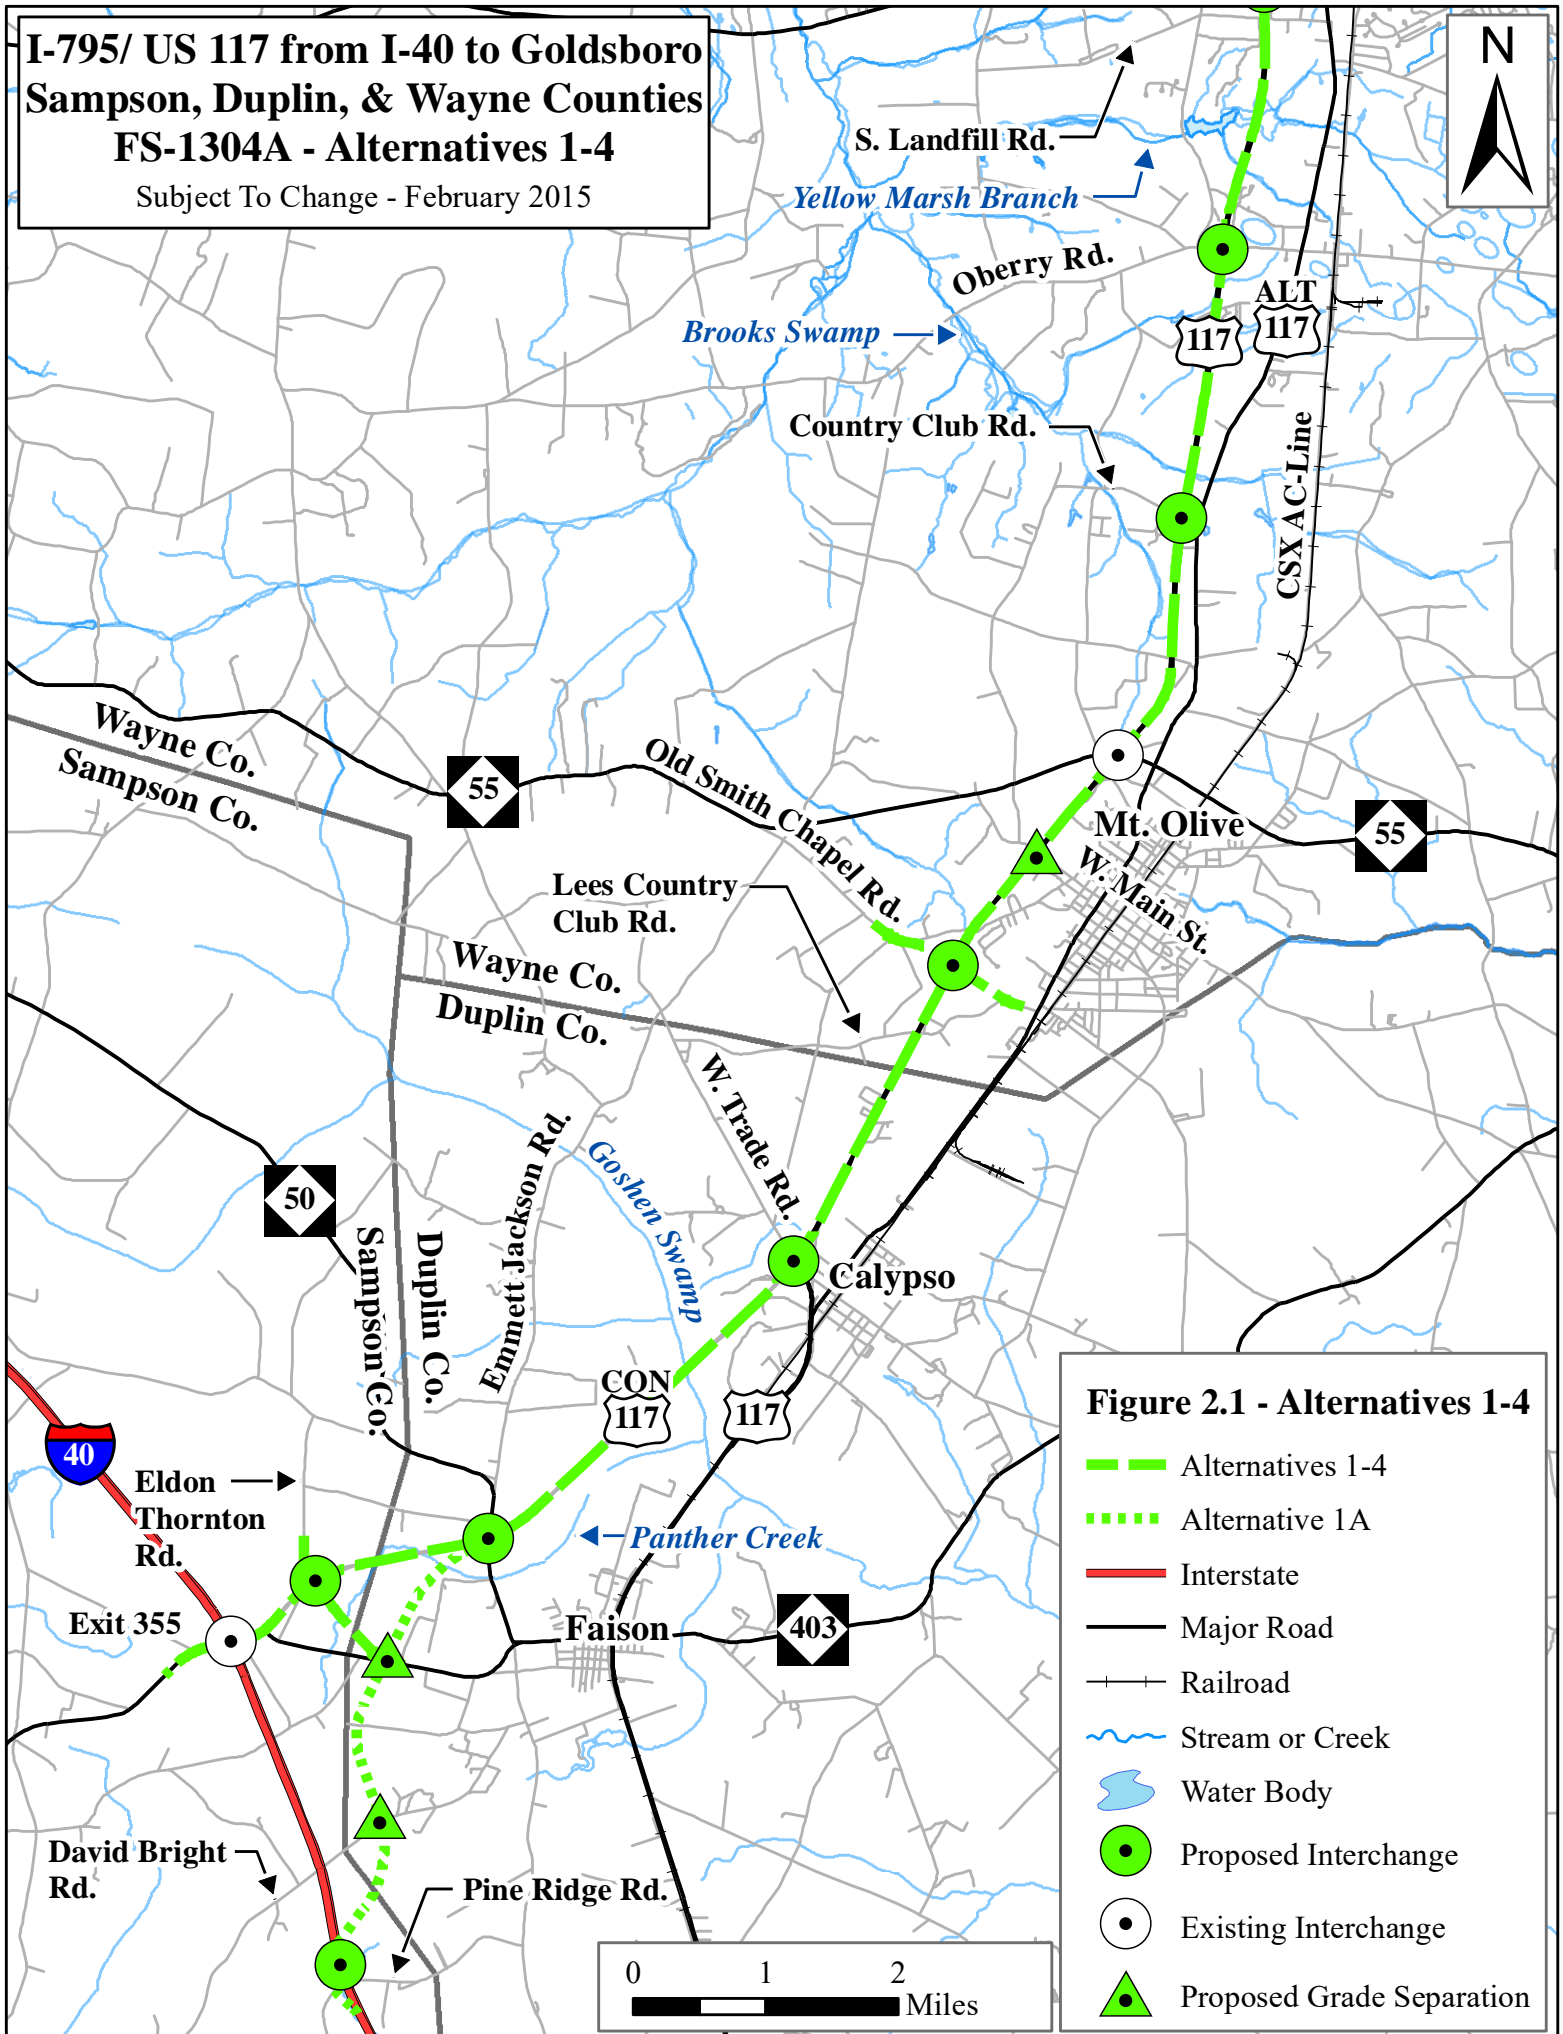 I-795/ US 117 from I-40 to Goldsboro
Sampson, Duplin, & Wayne Counties
FS-1304A - Alternatives 1-4
Subject To Change - February 2015
N
S. Landfill Rd.
Yellow Marsh Branch
Oberry Rd.
ALT
117
117
Brooks Swamp
Country Club Rd.
CSX AC-Line
Wayne Co.
Sampson Co.
55
Old Smith Chapel Rd.
Mt. Olive
55
W. Main St.
Lees Country
Club Rd.
Wayne Co.
Duplin Co.
W. Trade Rd.
Emmett Jackson Rd.
Goshen Swamp
50
Sampson Co.
Duplin Co.
Calypso
CON
117
117
40
Eldon
Thornton
Rd.
Panther Creek
Exit 355
Faison
403
David Bright
Rd.
Pine Ridge Rd.
0 1 2
Miles
Figure 2.1 - Alternatives 1-4
Alternatives 1-4
Alternative 1A
Interstate
Major Road
Railroad
Stream or Creek
Water Body
Proposed Interchange
Existing Interchange
Proposed Grade Separation